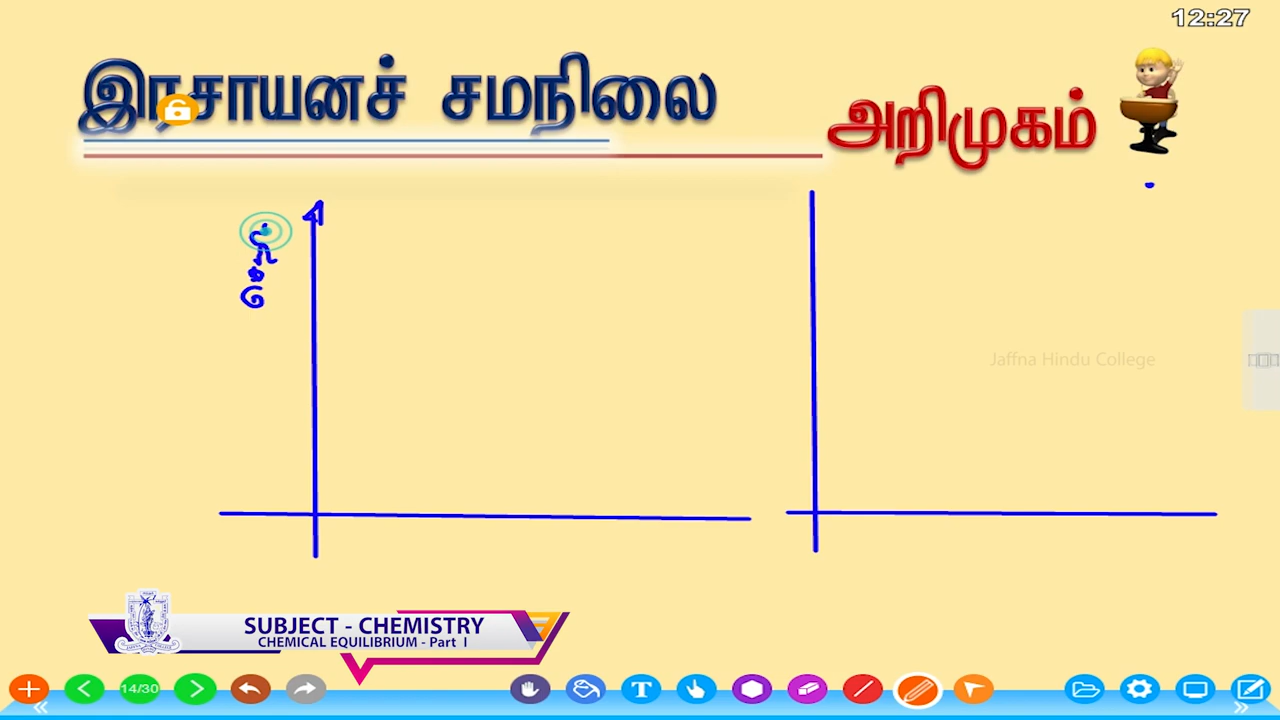 12:27
இரசாயனச் சமநிலை
அறிமுகம்
Jaffna Hindu College
SUBJECT - CHEMISTRY
CHEMICAL EQUILIBRIUM - Part I
14/30